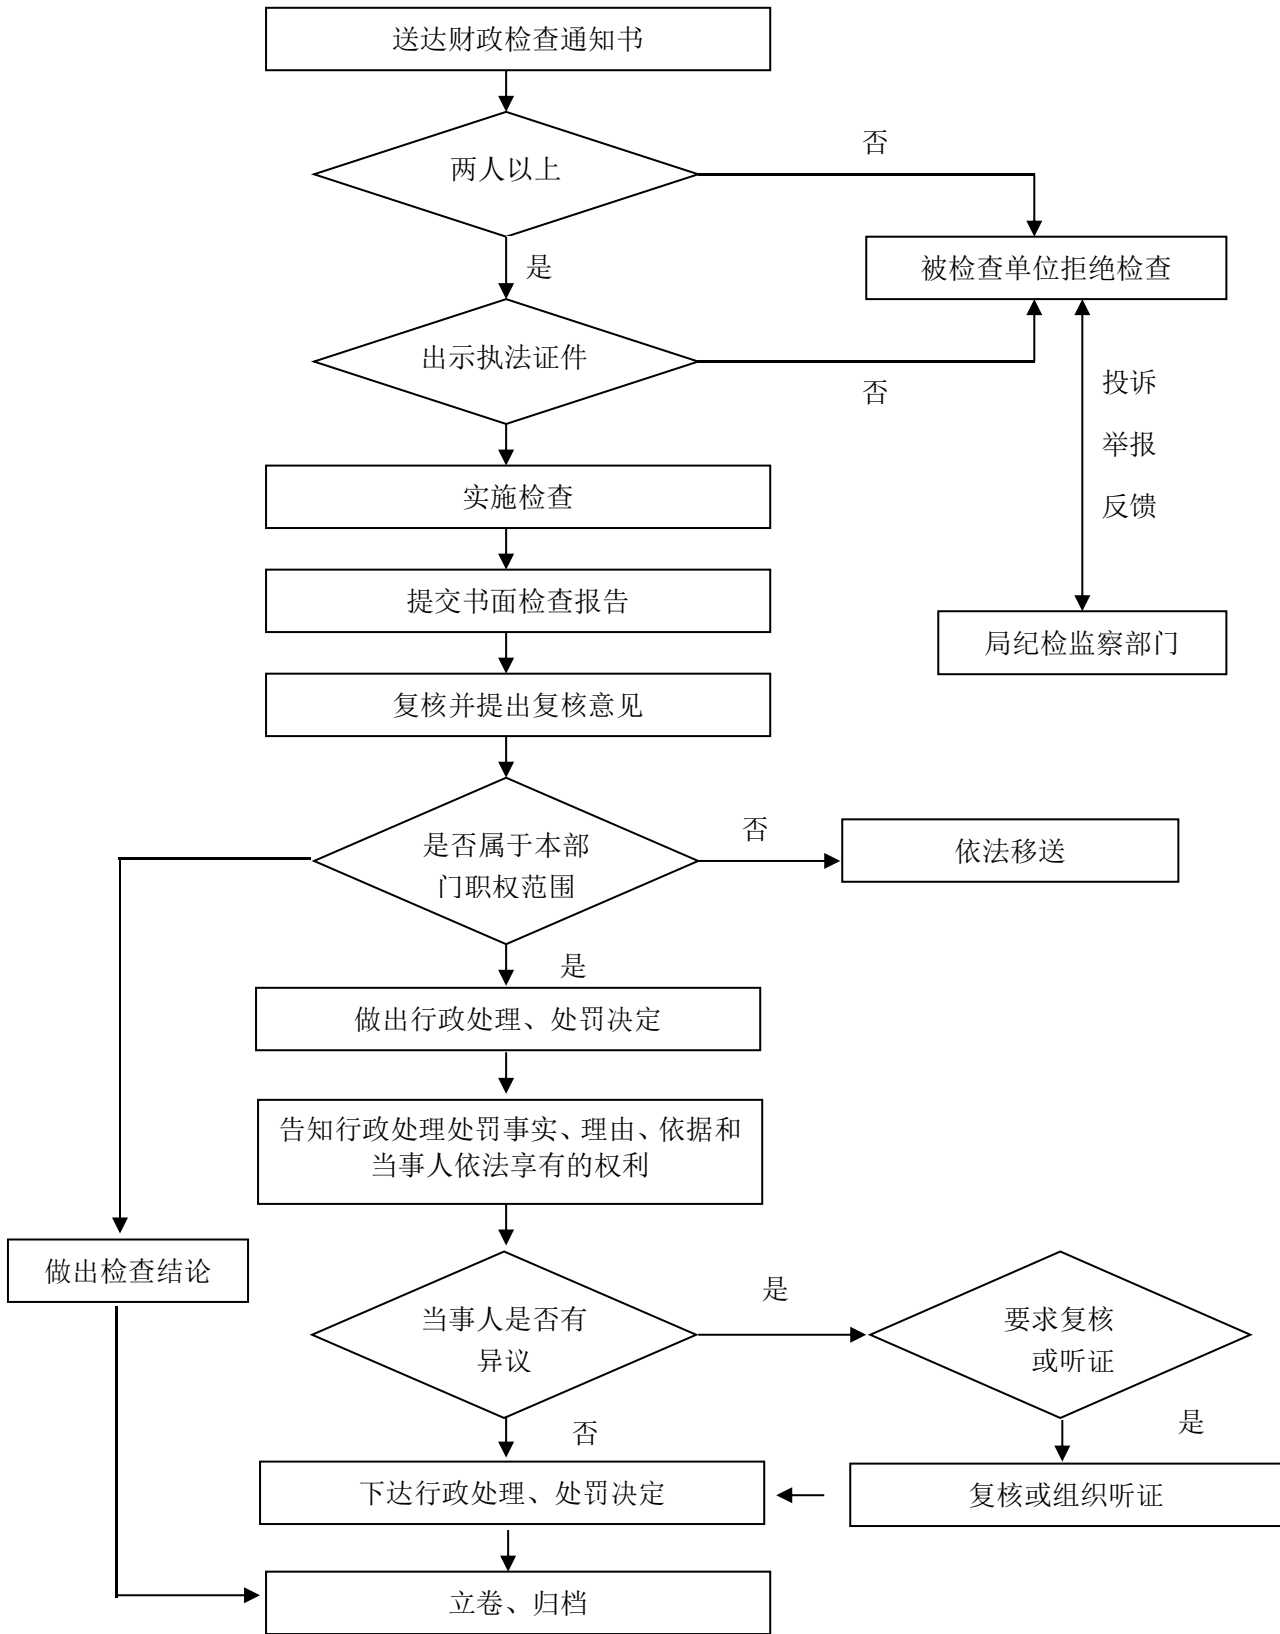 送达财政检查通知书
否
两人以上
是
被检查单位拒绝检查
出示执法证件
否
投诉
举报
反馈
实施检查
提交书面检查报告
局纪检监察部门
复核并提出复核意见
是否属于本部
门职权范围
否
依法移送
是
做出行政处理、处罚决定
告知行政处理处罚事实、理由、依据和
当事人依法享有的权利
做出检查结论
当事人是否有
异议
是
要求复核
或听证
否
是
下达行政处理、处罚决定
复核或组织听证
立卷、归档